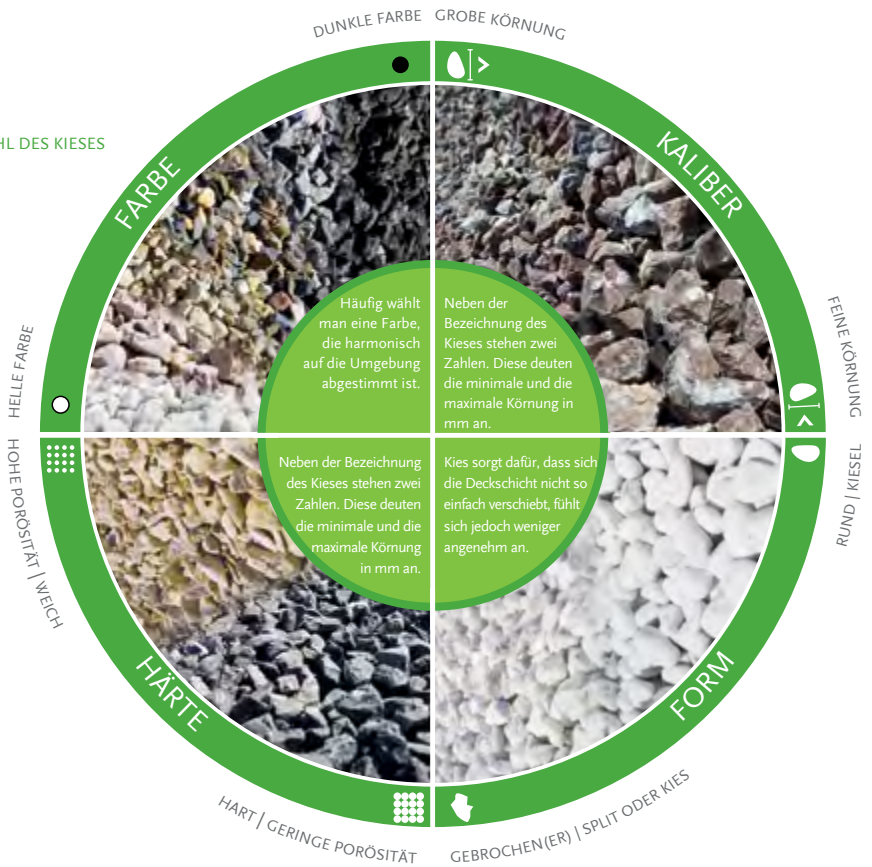 DUNKLE FARBE
GROBE KÖRNUNG
DES KIESES
FARBE
KALIBER
HELLE FARBE
FEINE KÖRNUNG
Häufig wählt
man eine Farbe,
die harmonisch
auf die Umgebung
abgestimmt ist.
Neben der
Bezeichnung des
Kieses stehen zwei
Zahlen. Diese deuten
die minimale und die
maximale Körnung in
mm an.
HOHE PORÖSITÄT | WEICH
RUND | KIESEL
Neben der Bezeichnung
des Kieses stehen zwei
Zahlen. Diese deuten
die minimale und die
maximale Körnung
in mm an.
Kies sorgt dafür, dass sich
die Deckschicht nicht so
einfach verschiebt, fühlt
sich jedoch weniger
angenehm an.
HÄRTE
FORM
HART | GERINGE PORÖSITÄT
GEBROCHEN(ER) | SPLIT ODER KIES